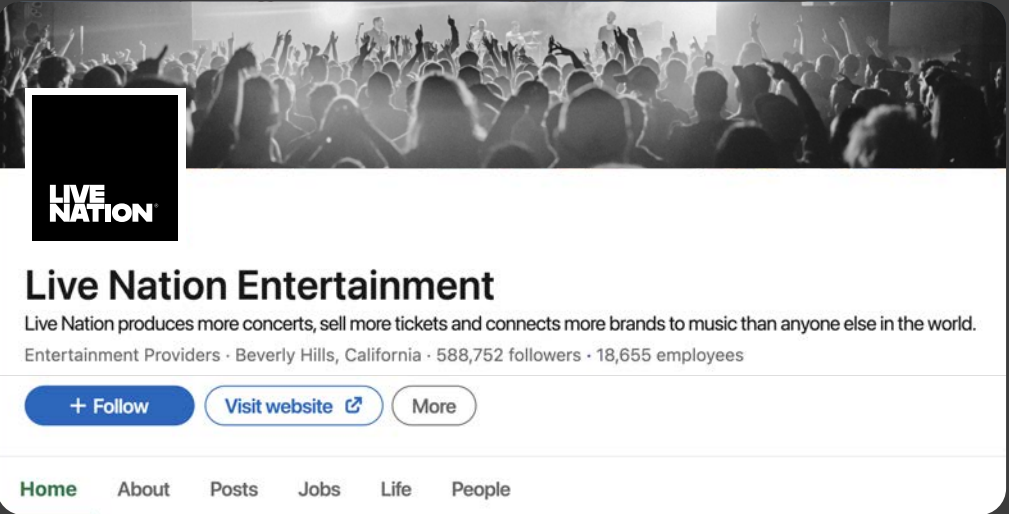 LIVE
NATION®
Live Nation Entertainment
Live Nation produces more concerts, sell more tickets and connects more brands to music than anyone else in the world.
Entertainment Providers · Beverly Hills, California · 588,752 followers · 18,655 employees
+ Follow Visit website More
Home About Posts Jobs Life People